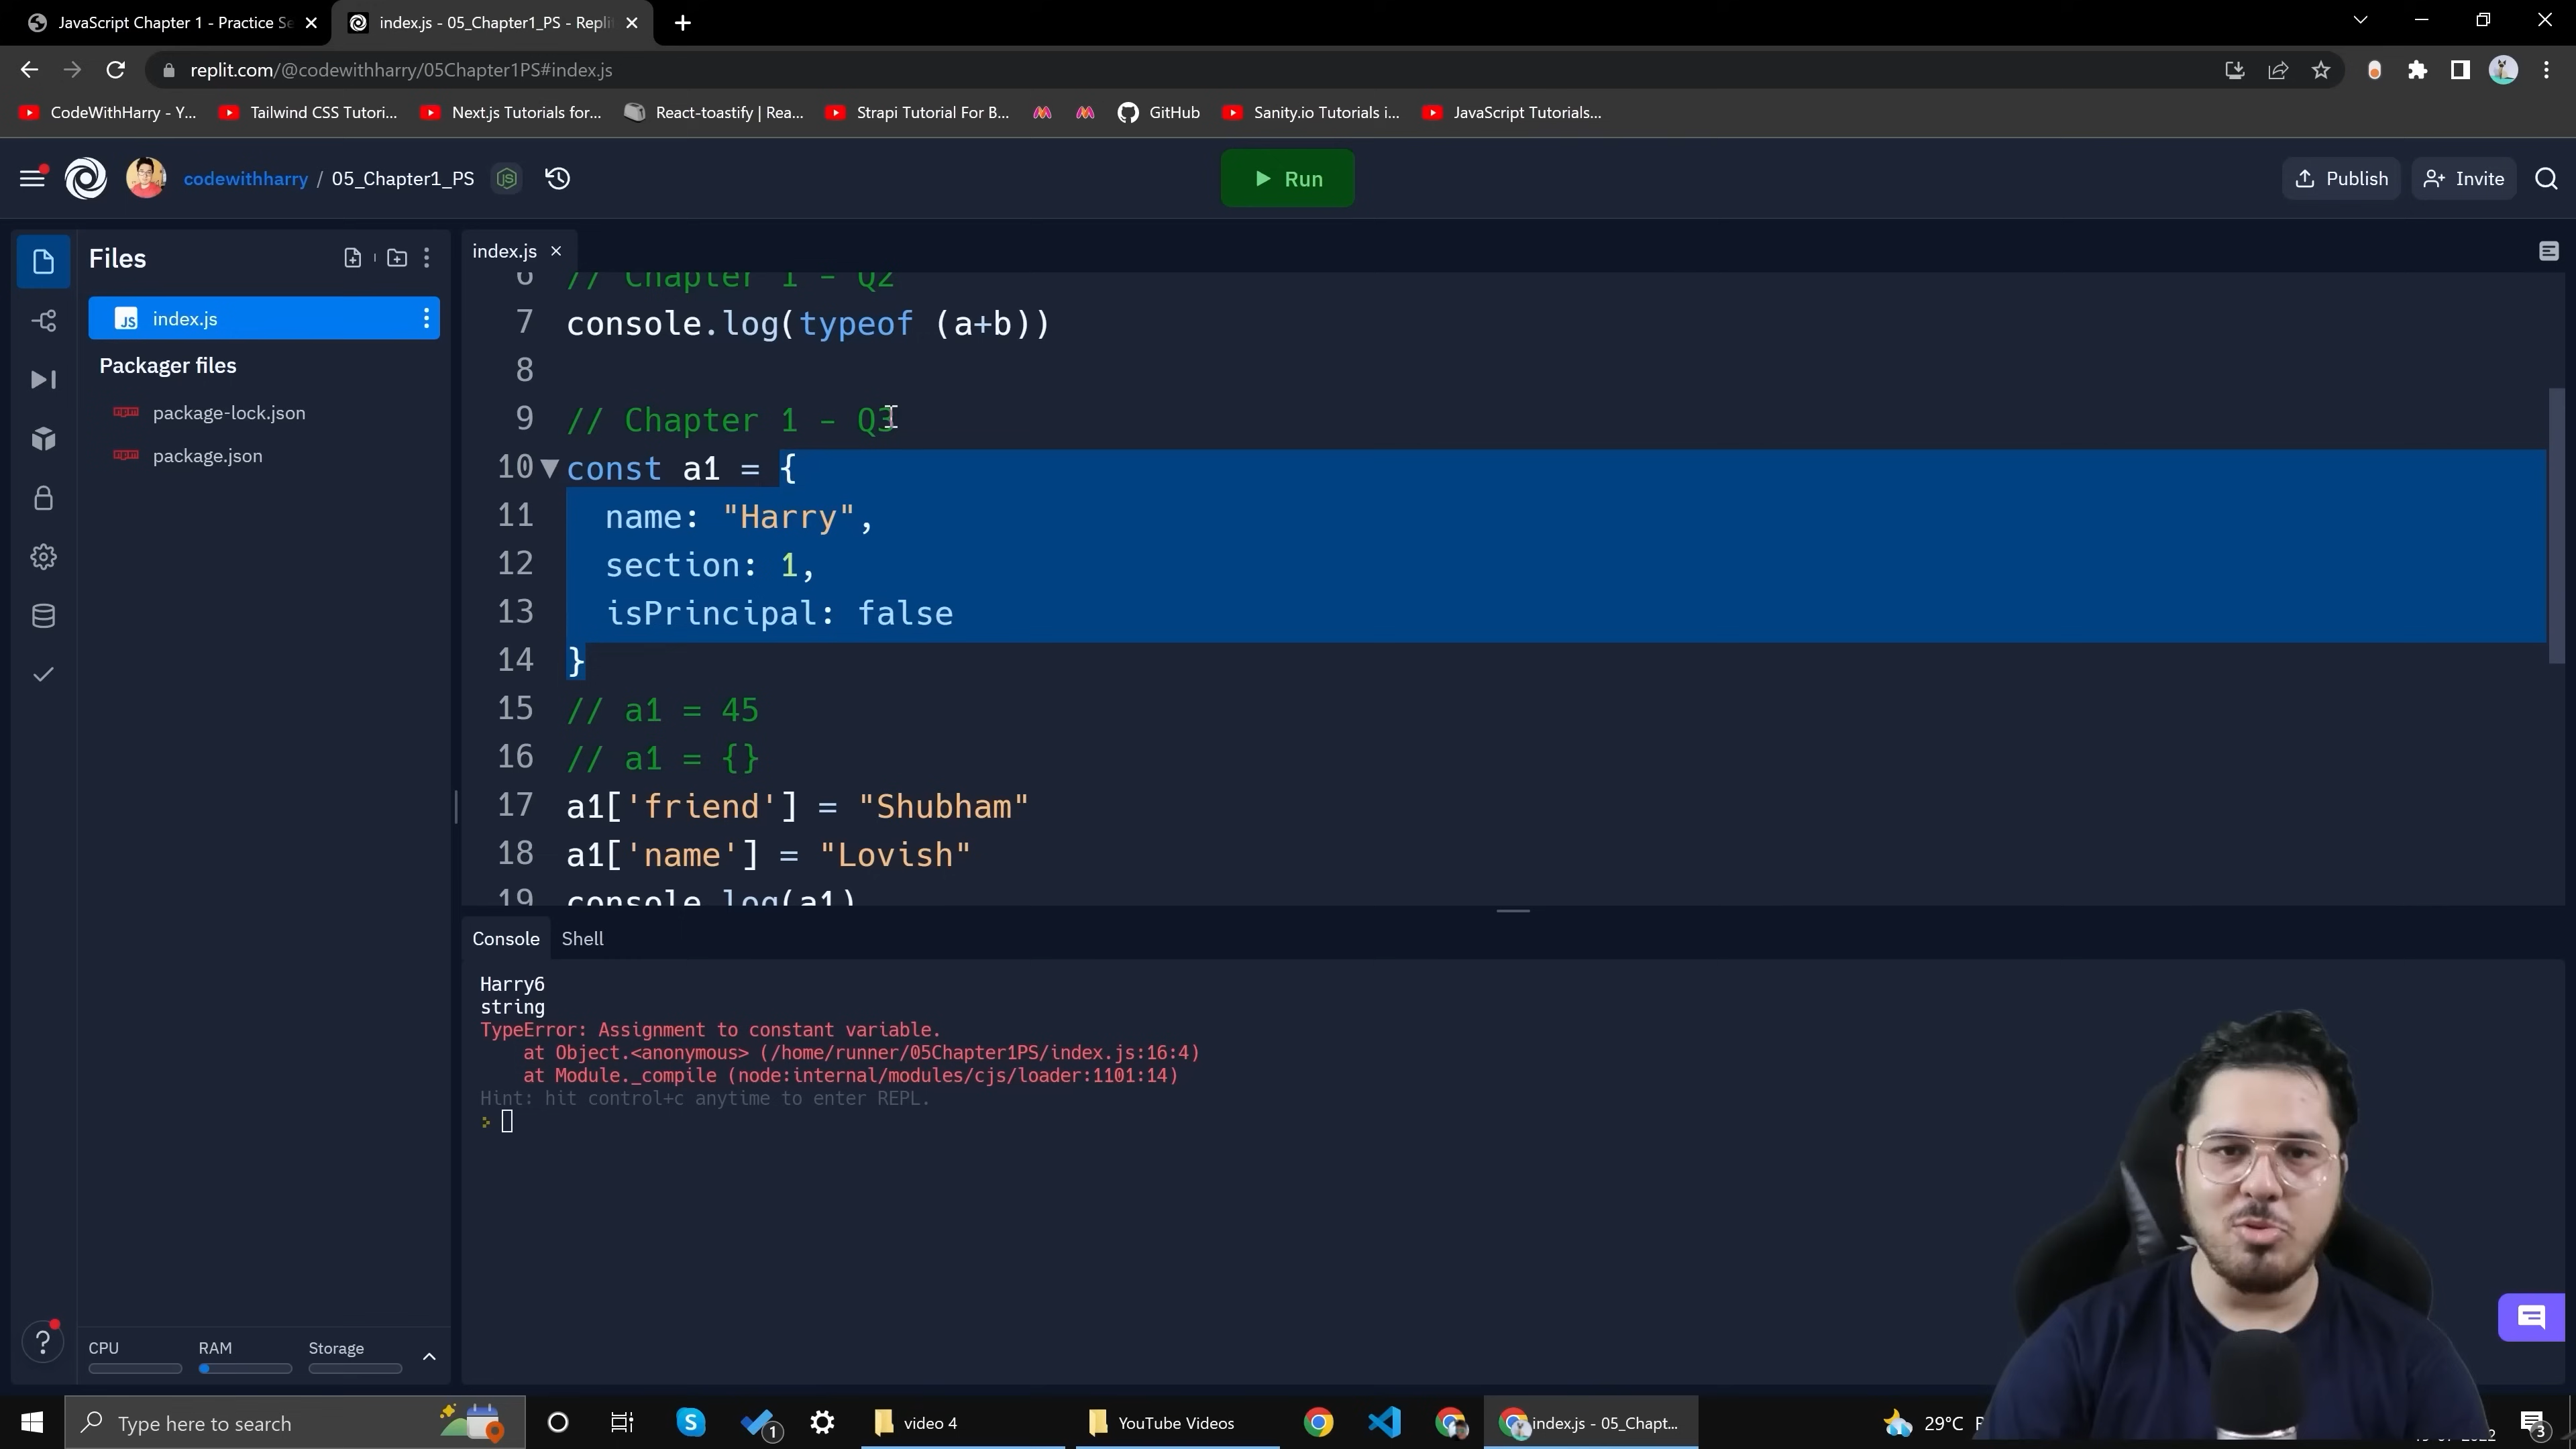 JavaScript Chapter 1 - Practice Se
index.js - 05_Chapter1_PS - Repli
replit.com/@codewithharry/05Chapter1PS#index.js
CodeWithHarry - Y...
Tailwind CSS Tutori...
Next.js Tutorials for...
React-toastify | Rea...
Strapi Tutorial For B...
GitHub
Sanity.io Tutorials i...
JavaScript Tutorials...
codewithharry / 05_Chapter1_PS
Run
Publish
Invite
Files
index.js
Packager files
package-lock.json
package.json
index.js
6 // Chapter 1 - Q2
7 console.log(typeof (a+b))
8
9 // Chapter 1 - Q3
10 const a1 = {
11 name: "Harry",
12 section: 1,
13 isPrincipal: false
14 }
15 // a1 = 45
16 // a1 = {}
17 a1['friend'] = "Shubham"
18 a1['name'] = "Lovish"
19 console.log(a1)
Console Shell
Harry6
string
TypeError: Assignment to constant variable.
at Object.<anonymous> (/home/runner/05Chapter1PS/index.js:16:4)
at Module._compile (node:internal/modules/cjs/loader:1101:14)
Hint: hit control+c anytime to enter REPL.
CPU RAM Storage
Type here to search
1
video 4
YouTube Videos
index.js - 05_Chapt...
29°C
3